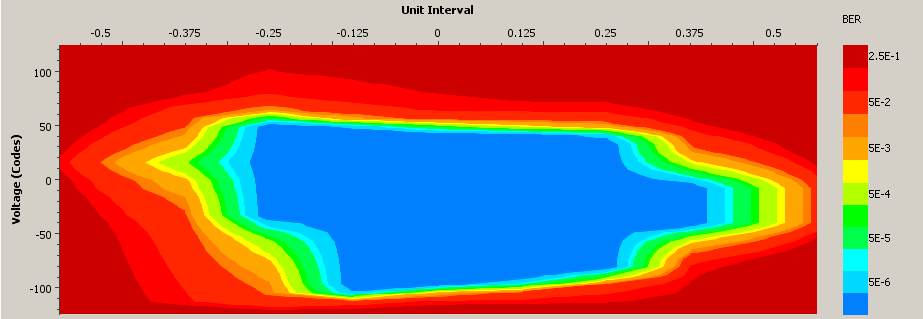 Unit Interval
BER
-0.5 -0.375 -0.25 -0.125 0 0.125 0.25 0.375 0.5
Voltage (Codes)
100
50
0
-50
-100
2.5E-1
5E-2
5E-3
5E-4
5E-5
5E-6